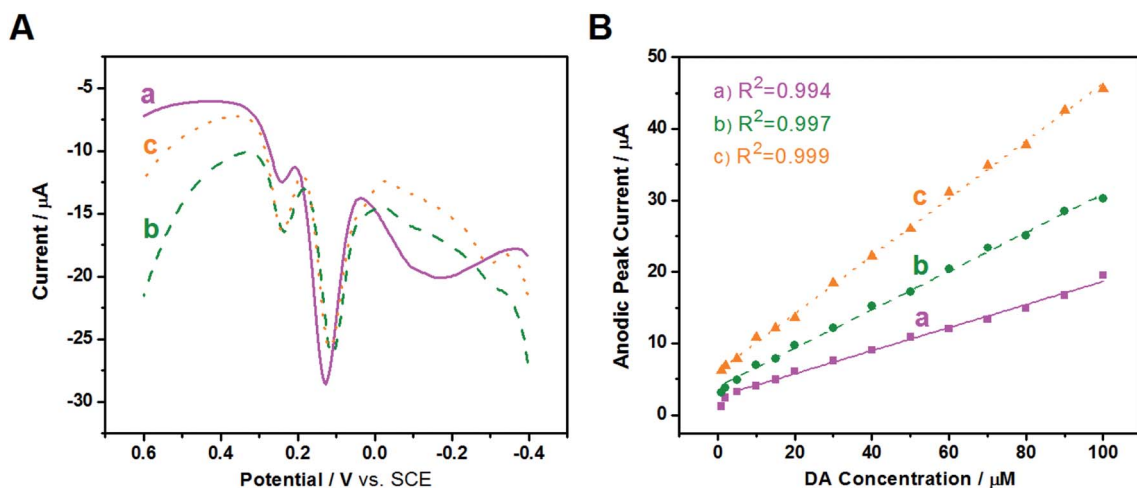 A
-5
-10
-15
-20
-25
-30
Current / μA
a
c
b
0.6
0.4
0.2
0.0
-0.2
-0.4
Potential / V vs. SCE
B
50
40
30
20
10
0
Anodic Peak Current / μA
a) R²=0.994
b) R²=0.997
c) R²=0.999
c
b
a
0
20
40
60
80
100
DA Concentration / μM